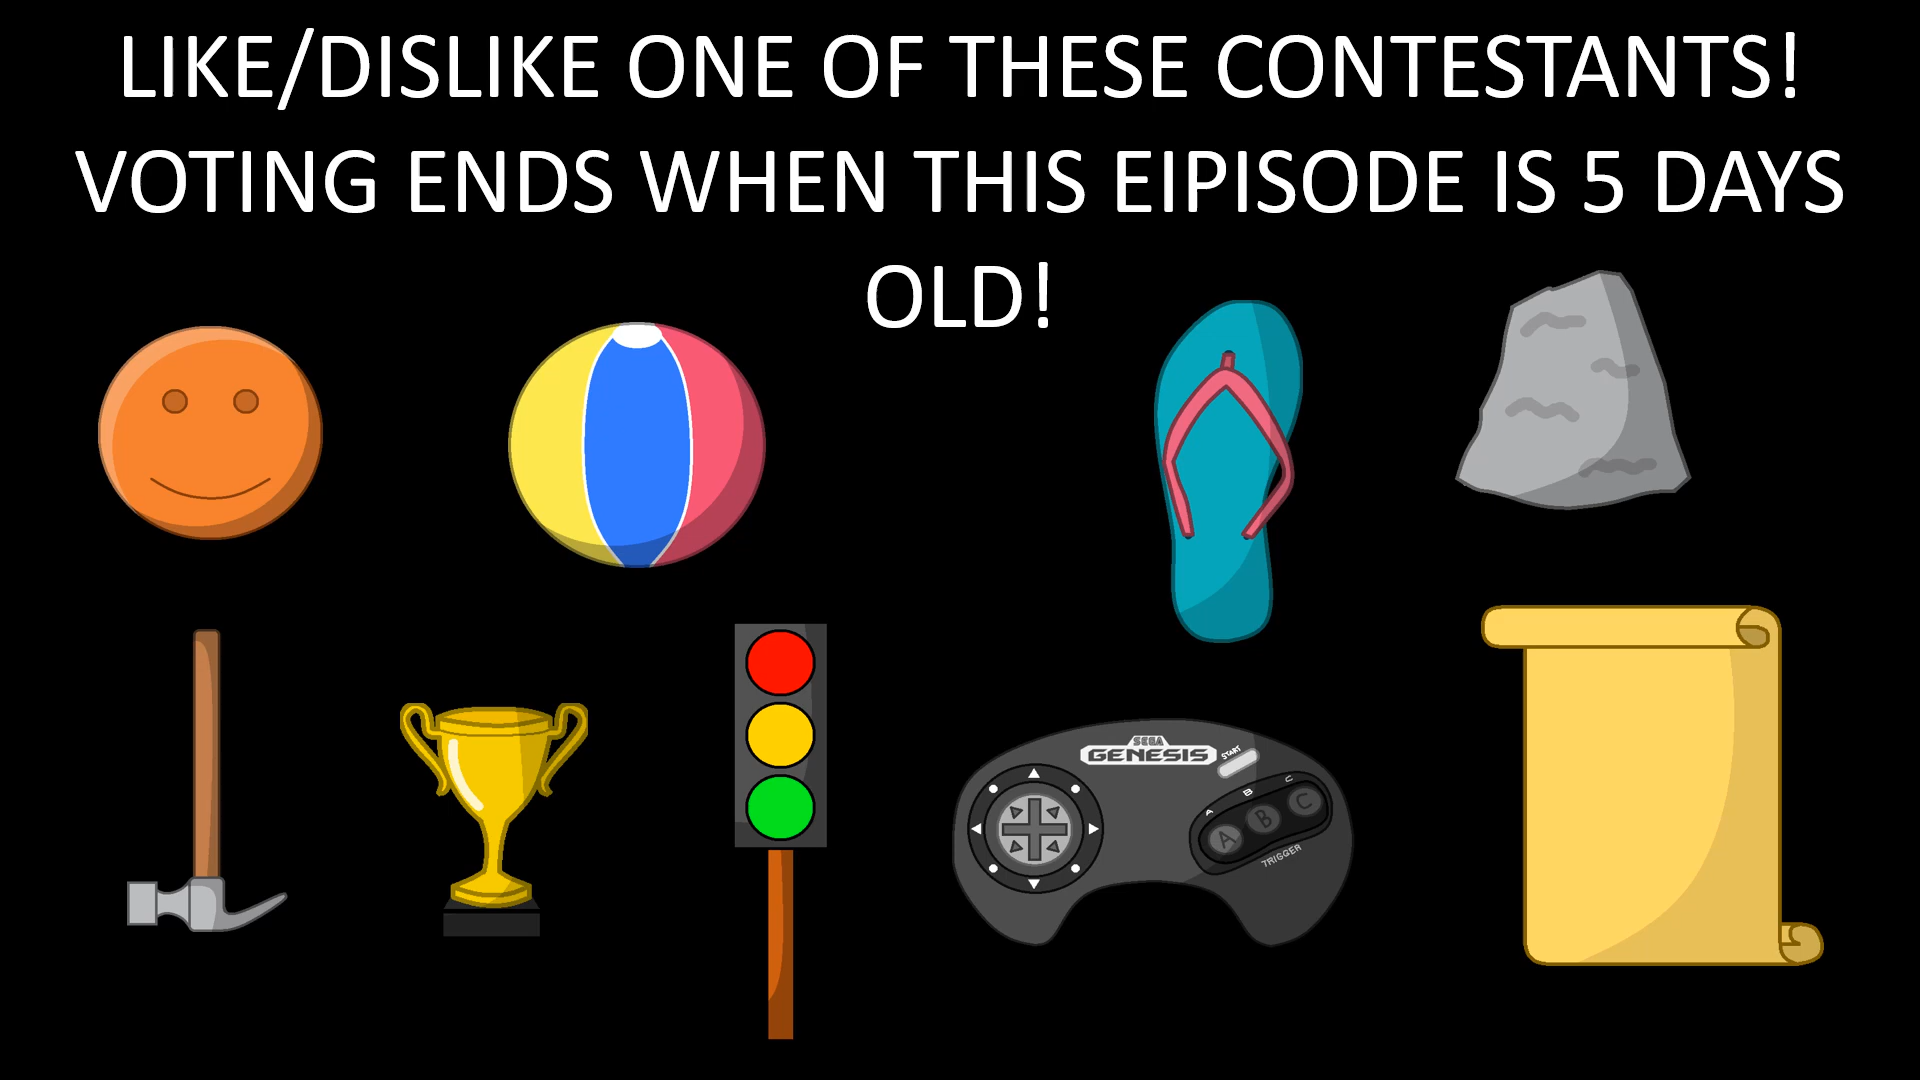 LIKE/DISLIKE ONE OF THESE CONTESTANTS!
VOTING ENDS WHEN THIS EIPISODE IS 5 DAYS
OLD!
SEGA
GENESIS
START
A
B
C
A
B
C
TRIGGER